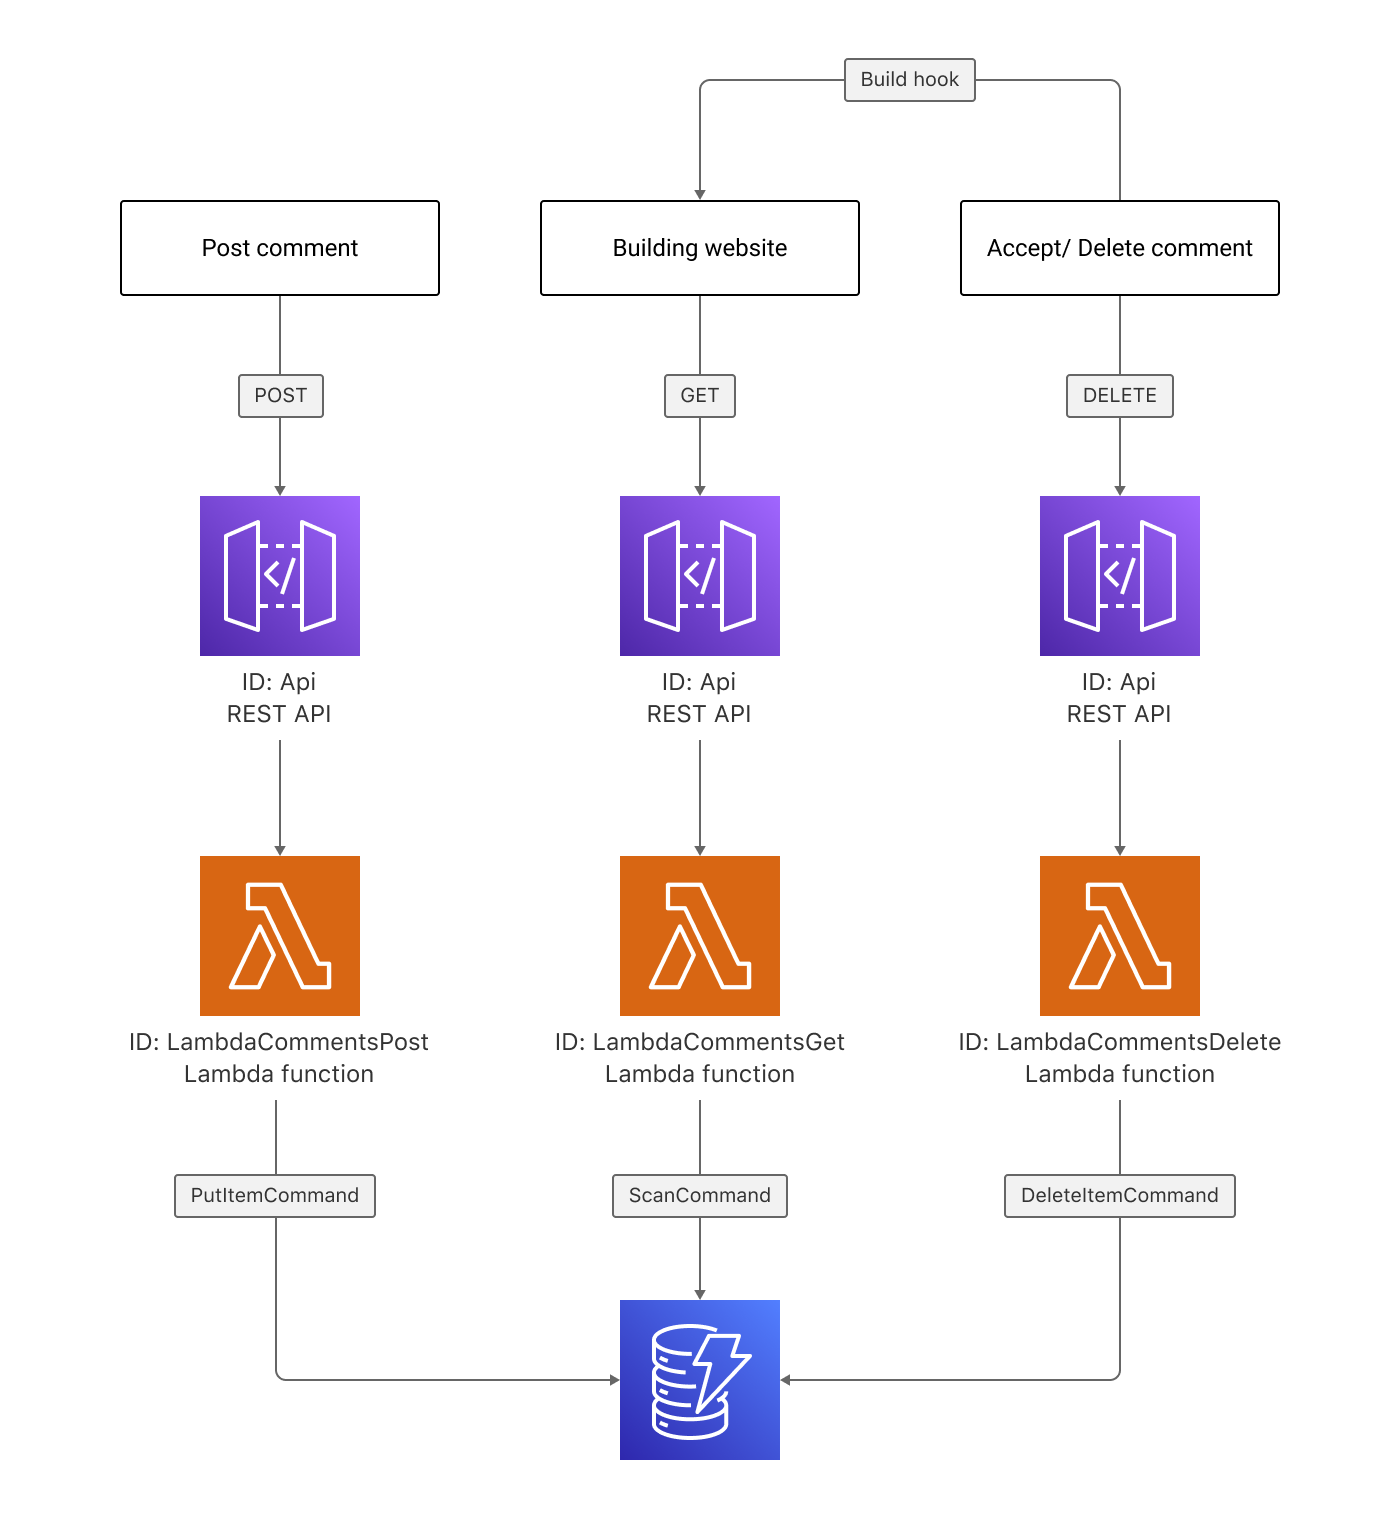 Build hook
Post comment
Building website
Accept/ Delete comment
POST
GET
DELETE
ID: Api
REST API
ID: Api
REST API
ID: Api
REST API
ID: LambdaCommentsPost
Lambda function
ID: LambdaCommentsGet
Lambda function
ID: LambdaCommentsDelete
Lambda function
PutItemCommand
ScanCommand
DeleteItemCommand